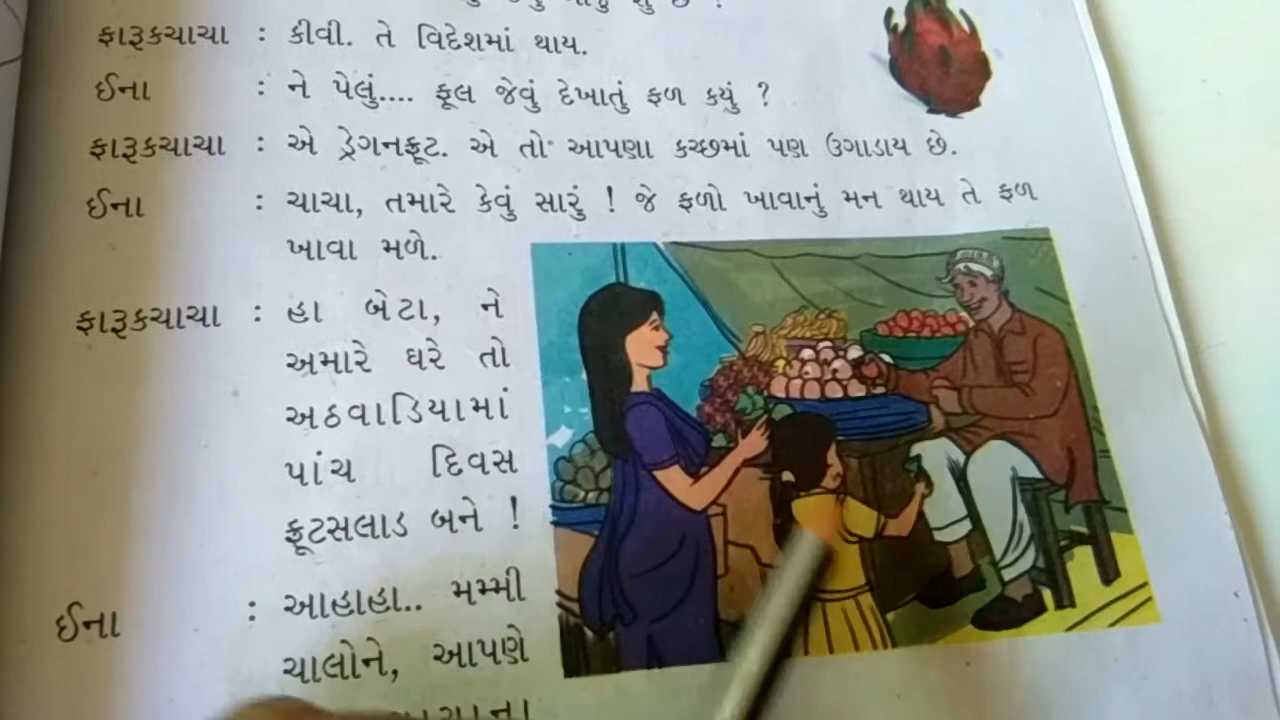 ફારૂકચાચા : કીવી. તે વિદેશમાં થાય.
ઈના : ને પેલું.... ફૂલ જેવું દેખાતું ફળ કયું ?
ફારૂકચાચા : એ ડ્રેગનફ્રૂટ. એ તો આપણા કચ્છમાં પણ ઉગાડાય છે.
ઈના : ચાચા, તમારે કેવું સારું ! જે ફળો ખાવાનું મન થાય તે ફળ
ખાવા મળે.
ફારૂકચાચા : હા બેટા, ને
અમારે ઘરે તો
અઠવાડિયામાં
પાંચ દિવસ
ફ્રૂટસલાડ બને !
ઈના : આહાહા.. મમ્મી
ચાલોને, આપણે